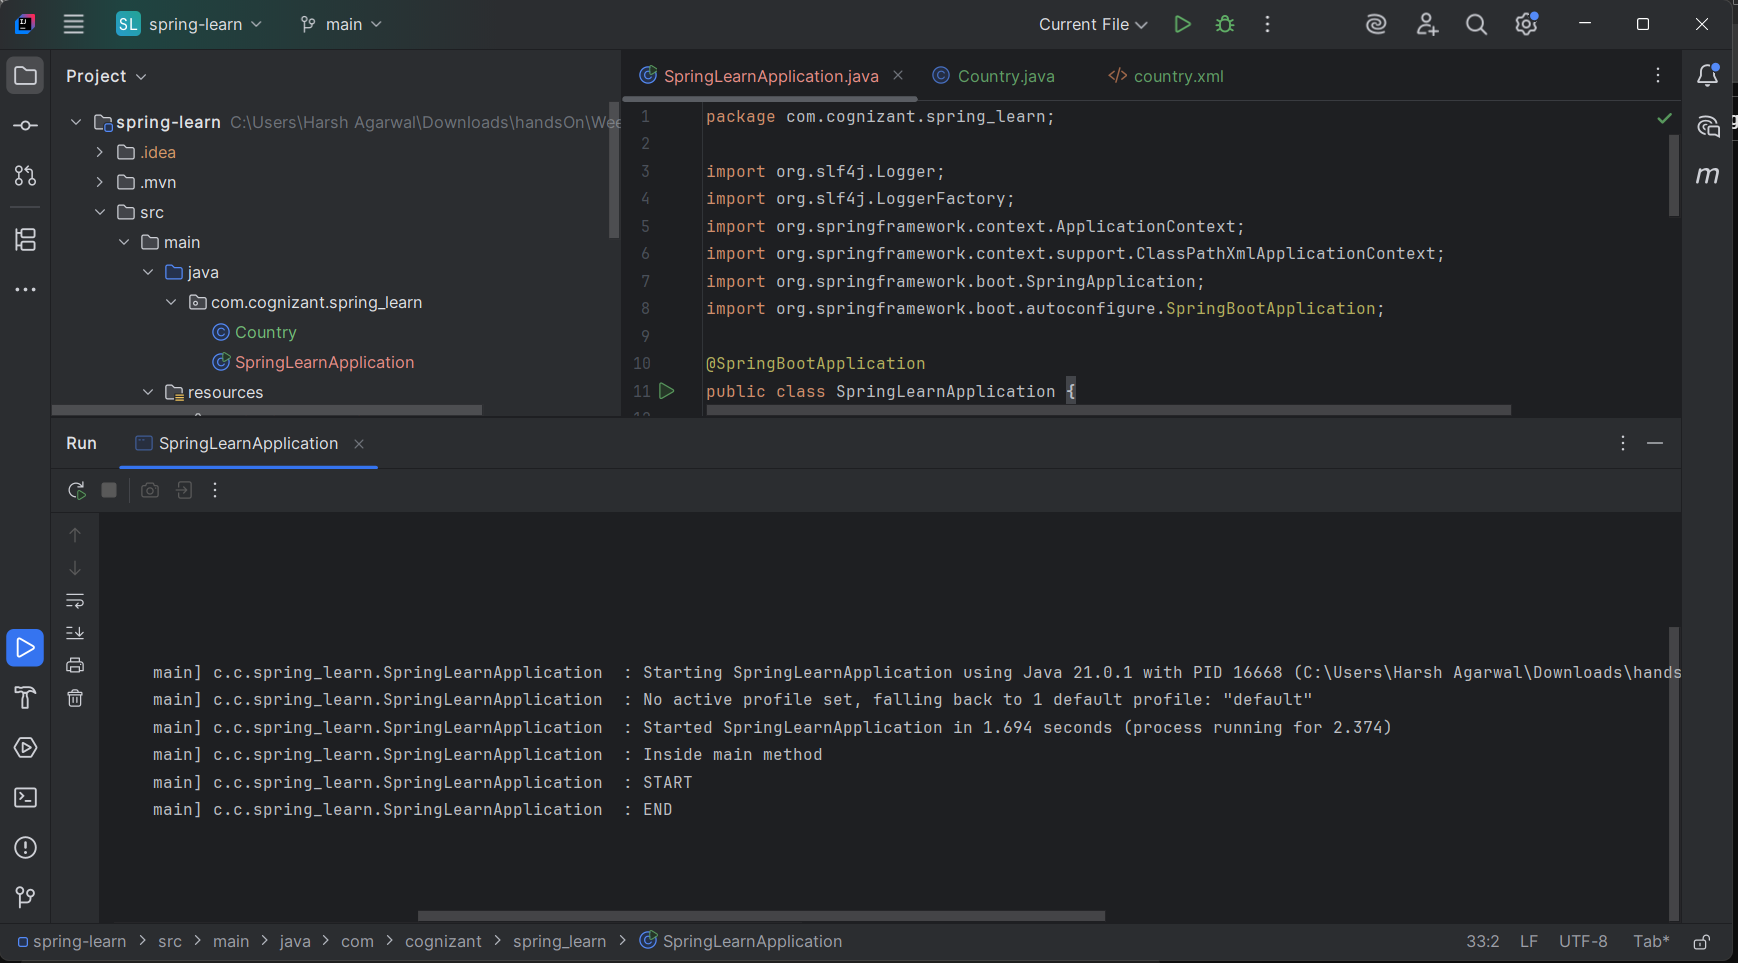 SL spring-learn main Current File
Project
spring-learn C:\Users\Harsh Agarwal\Downloads\handsOn\Wee
.idea
.mvn
src
main
java
com.cognizant.spring_learn
Country
SpringLearnApplication
resources
SpringLearnApplication.java Country.java </> country.xml
1 package com.cognizant.spring_learn;
2
3 import org.slf4j.Logger;
4 import org.slf4j.LoggerFactory;
5 import org.springframework.context.ApplicationContext;
6 import org.springframework.context.support.ClassPathXmlApplicationContext;
7 import org.springframework.boot.SpringApplication;
8 import org.springframework.boot.autoconfigure.SpringBootApplication;
9
10 @SpringBootApplication
11 public class SpringLearnApplication {
m
Run SpringLearnApplication
main] c.c.spring_learn.SpringLearnApplication : Starting SpringLearnApplication using Java 21.0.1 with PID 16668 (C:\Users\Harsh Agarwal\Downloads\hands
main] c.c.spring_learn.SpringLearnApplication : No active profile set, falling back to 1 default profile: "default"
main] c.c.spring_learn.SpringLearnApplication : Started SpringLearnApplication in 1.694 seconds (process running for 2.374)
main] c.c.spring_learn.SpringLearnApplication : Inside main method
main] c.c.spring_learn.SpringLearnApplication : START
main] c.c.spring_learn.SpringLearnApplication : END
spring-learn > src > main > java > com > cognizant > spring_learn > SpringLearnApplication 33:2 LF UTF-8 Tab*